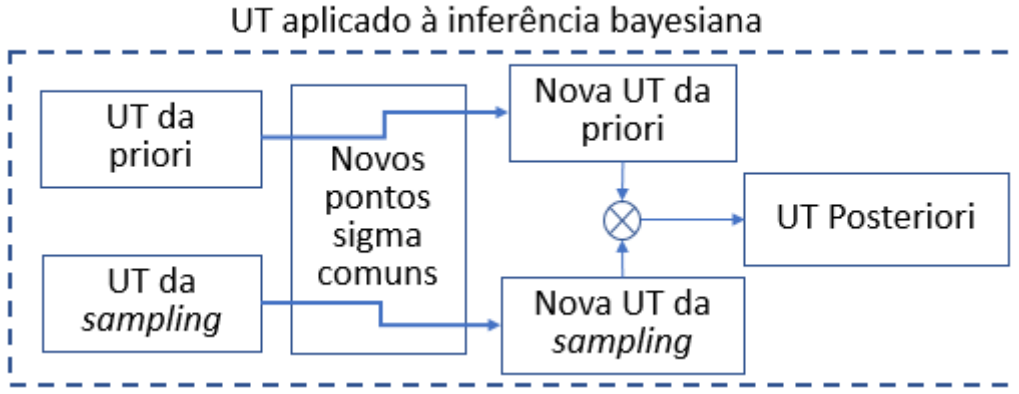 UT aplicado à inferência bayesiana
UT da
priori
Novos
pontos
sigma
comuns
Nova UT da
priori
UT Posteriori
UT da
sampling
Nova UT da
sampling